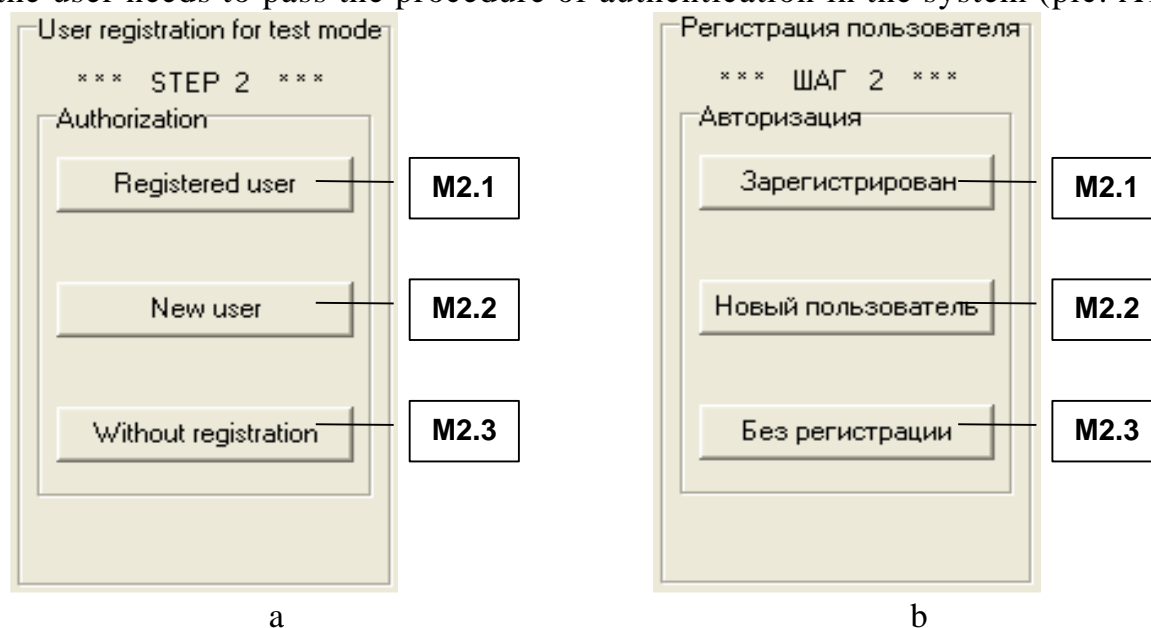 the user needs to pass the procedure of authentication in the system (pic.
User registration for test mode
*** STEP 2 ***
Authorization
Registered user
M2.1
New user
M2.2
Without registration
M2.3
a
Регистрация пользователя
*** ШАГ 2 ***
Авторизация
Зарегистрирован
M2.1
Новый пользователь
M2.2
Без регистрации
M2.3
b